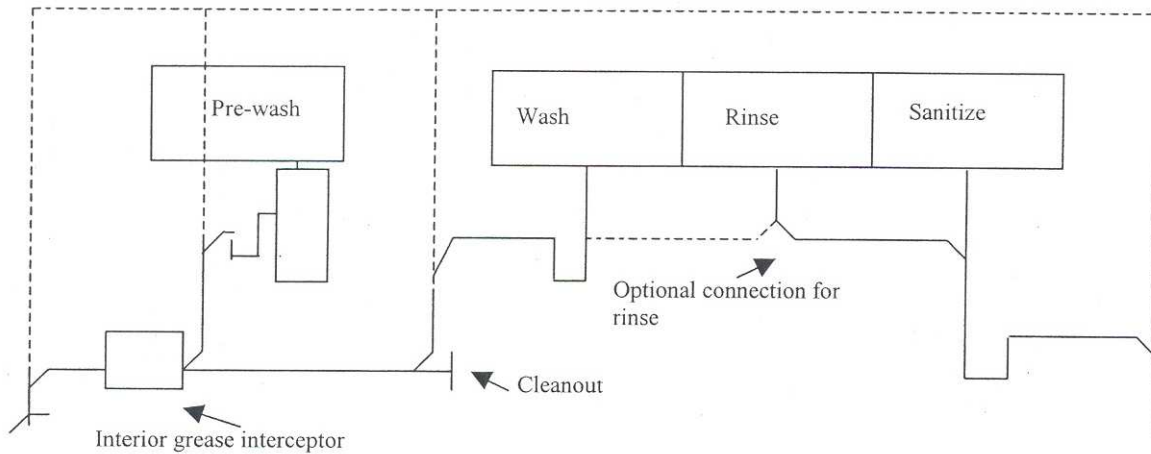 Pre-wash
Wash
Rinse
Sanitize
Optional connection for
rinse
Cleanout
Interior grease interceptor